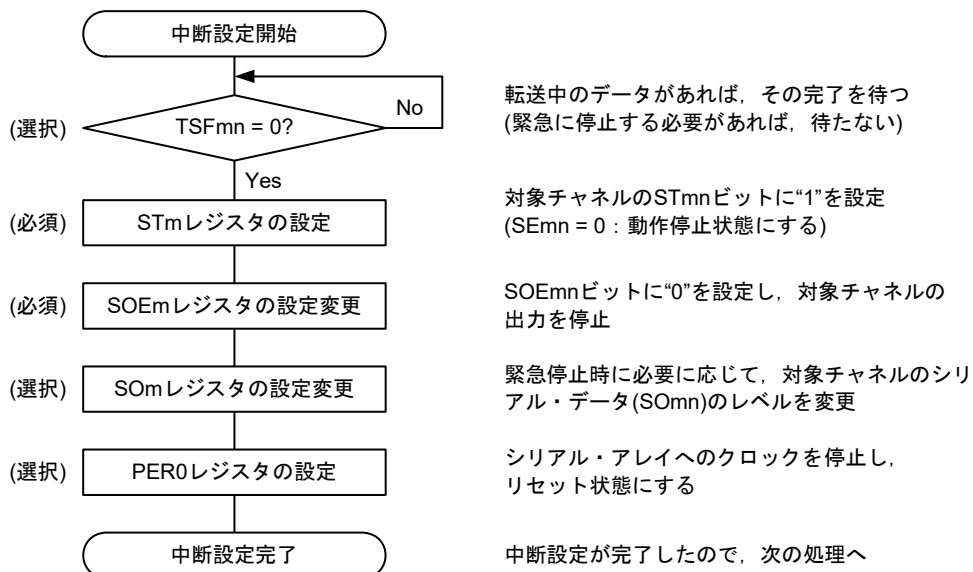 中断設定開始
No
(選択)
TSFmn = 0?
転送中のデータがあれば，その完了を待つ
(緊急に停止する必要があれば，待たない)
Yes
(必須)
STmレジスタの設定
対象チャネルのSTmnビットに“1”を設定
(SEmn = 0：動作停止状態にする)
(必須)
SOEmレジスタの設定変更
SOEmnビットに“0”を設定し，対象チャネルの
出力を停止
(選択)
SOmレジスタの設定変更
緊急停止時に必要に応じて，対象チャネルのシリ
アル・データ(SOmn)のレベルを変更
(選択)
PER0レジスタの設定
シリアル・アレイへのクロックを停止し，
リセット状態にする
中断設定完了
中断設定が完了したので，次の処理へ